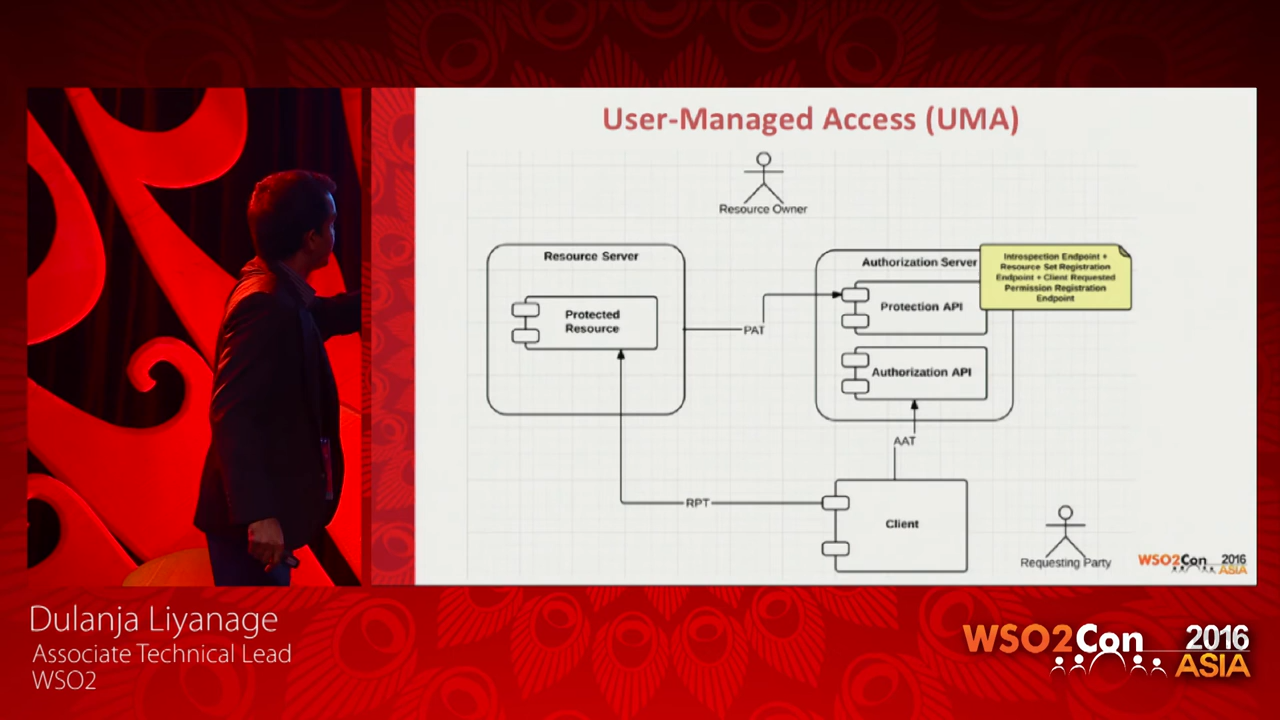 User-Managed Access (UMA)
Resource Owner
Resource Server
Protected
Resource
PAT
Authorization Server
Introspection Endpoint +
Resource Set Registration
Endpoint + Client Requested
Permission Registration
Endpoint
Protection API
Authorization API
AAT
RPT
Client
Requesting Party
WSO2Con 2016
ASIA
Dulanja Liyanage
Associate Technical Lead
WSO2
WSO2Con 2016
ASIA